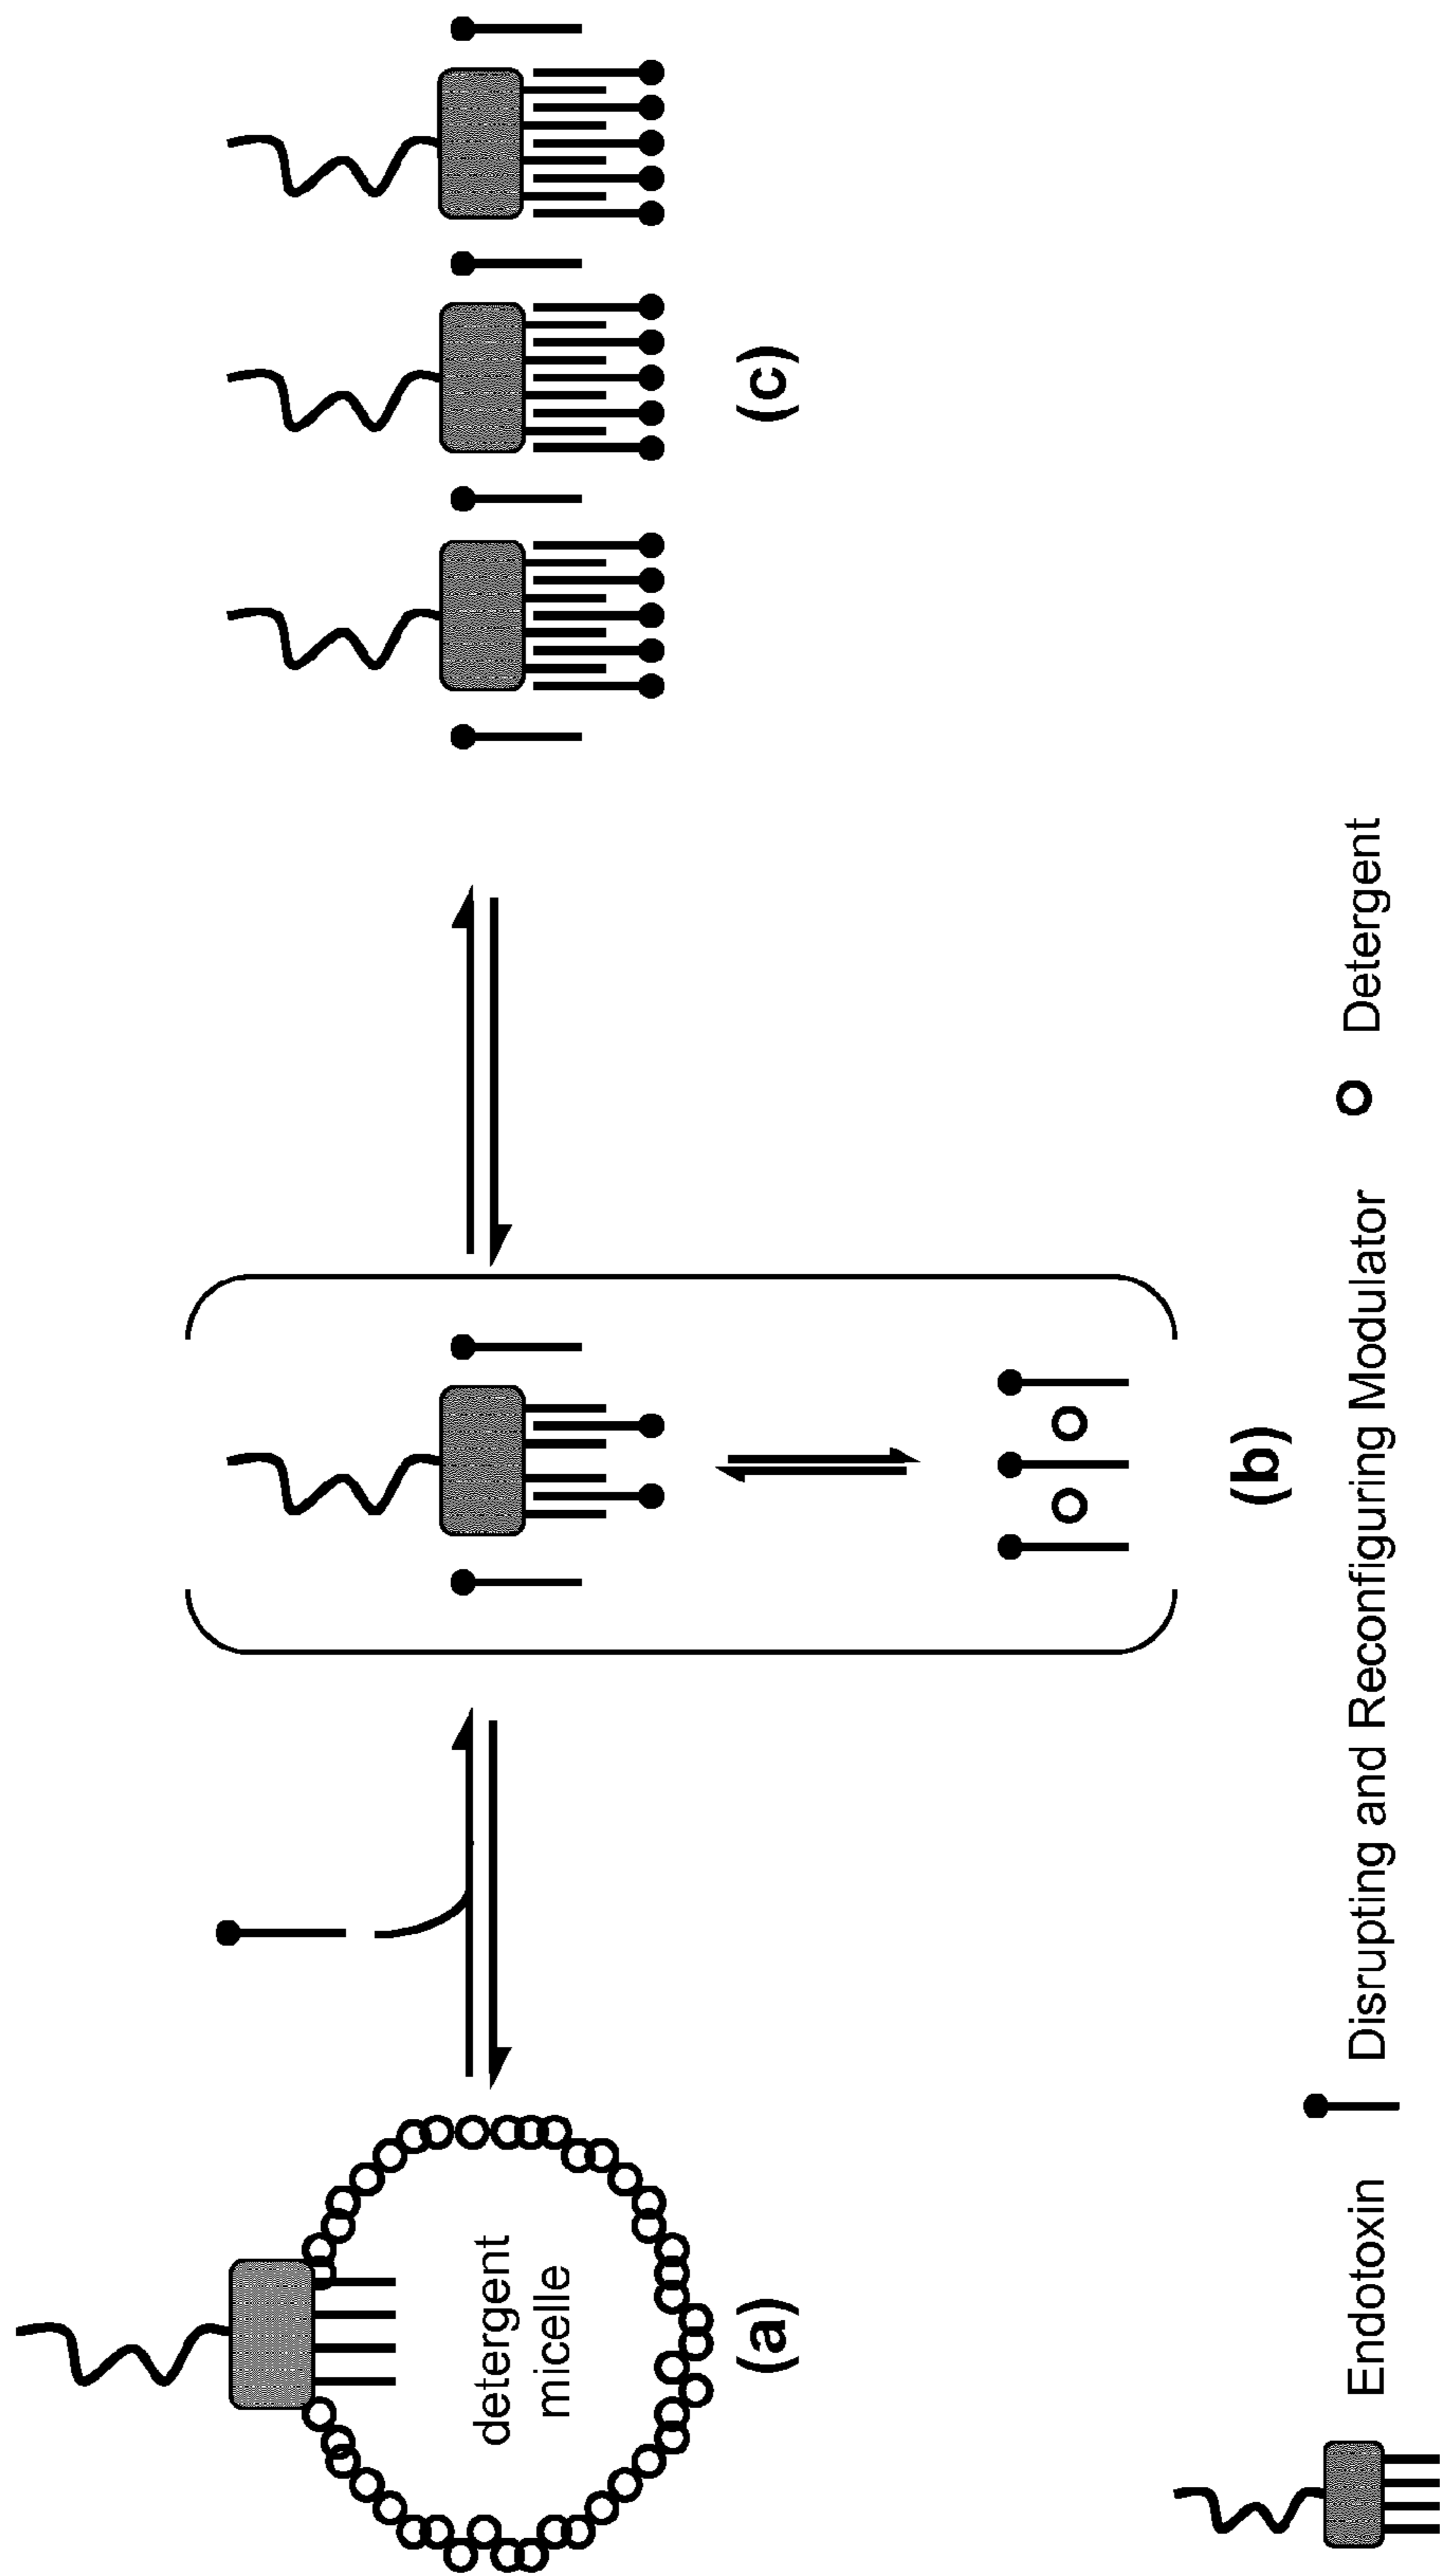 detergent
micelle
(a)
(b)
(c)
Endotoxin
Disrupting and Reconfiguring Modulator
Detergent